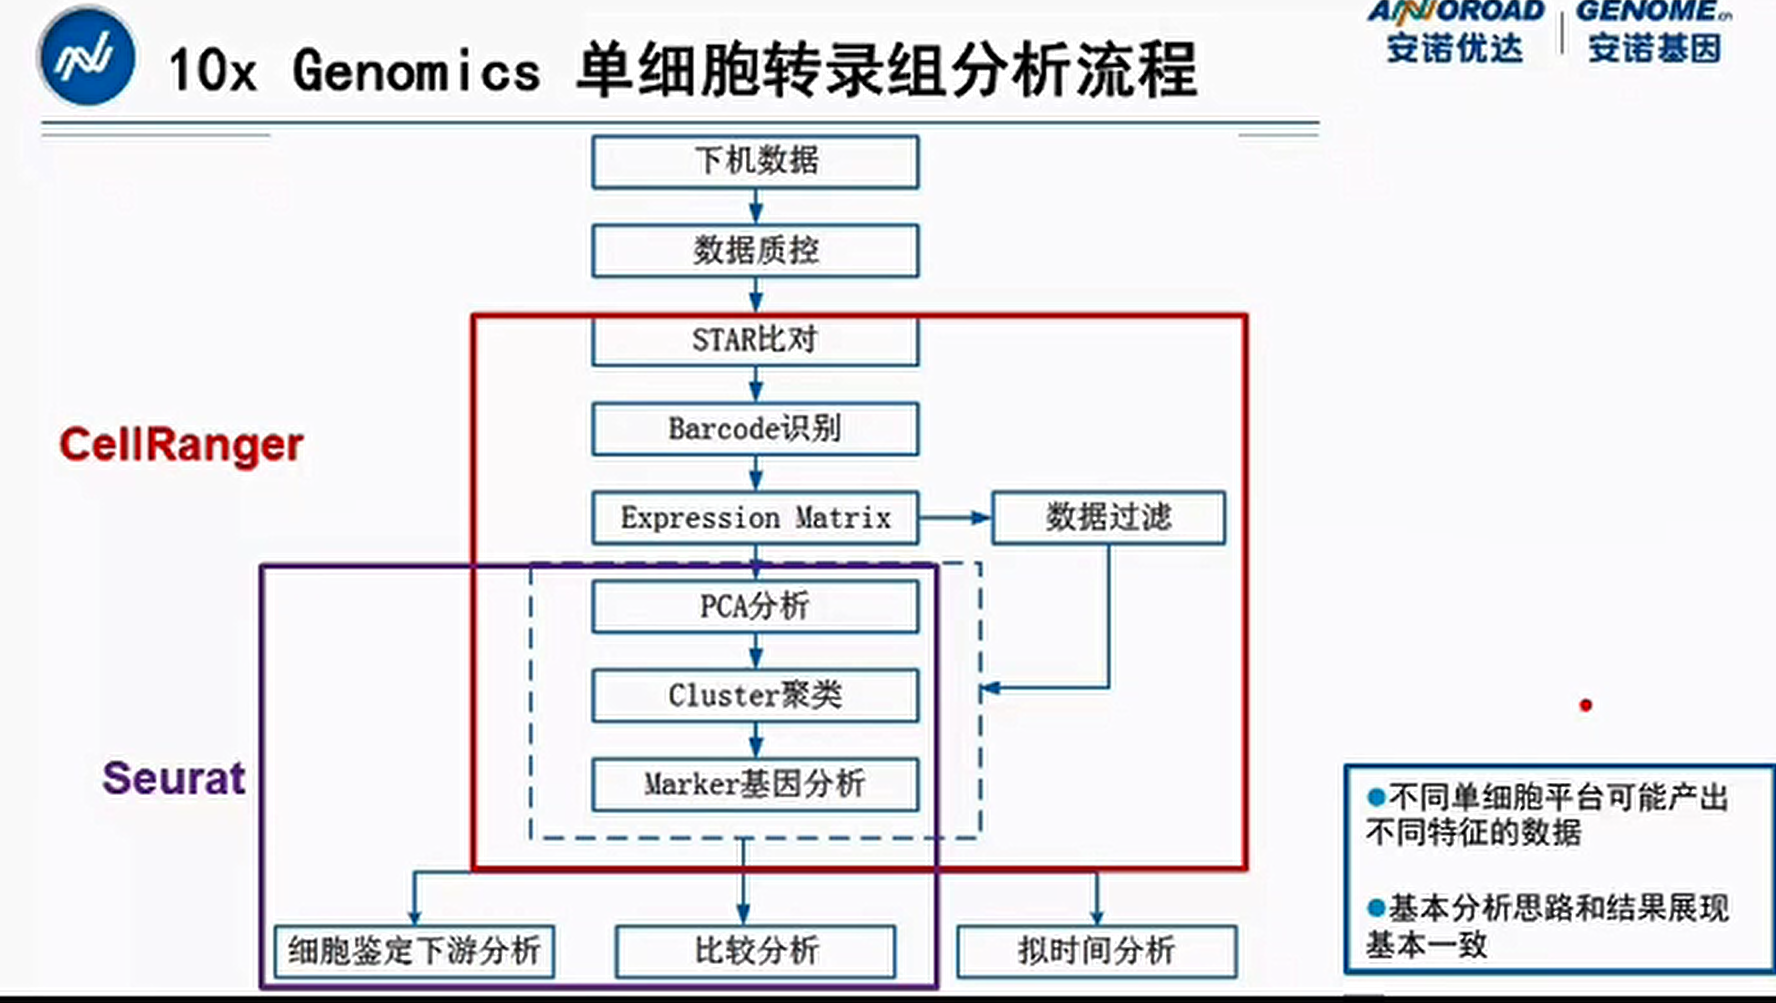 10x Genomics 单细胞转录组分析流程
ANNOROAD GENOME.cn
安诺优达 安诺基因
下机数据
数据质控
STAR比对
Barcode识别
CellRanger
Expression Matrix 数据过滤
PCA分析
Cluster聚类
Marker基因分析
Seurat
细胞鉴定下游分析 比较分析 拟时间分析
●不同单细胞平台可能产出
不同特征的数据
●基本分析思路和结果展现
基本一致